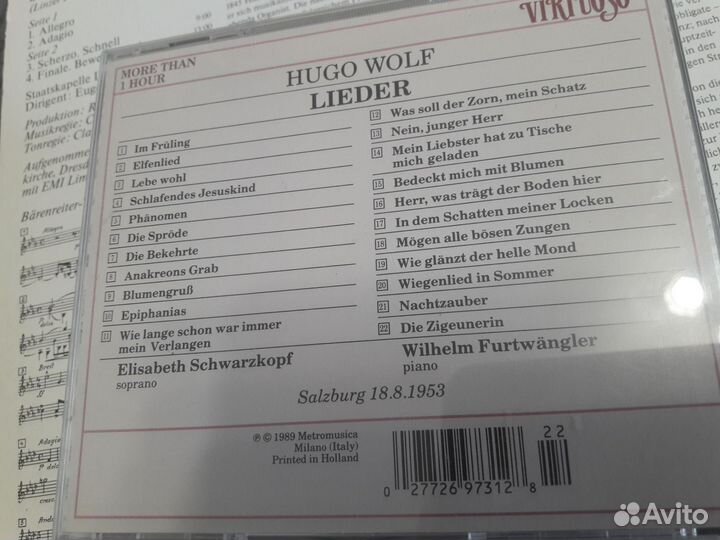 (Linzer
Seite 1
1. Allegro
2. Adagio
9:00
Seite 2
3. Scherzo. Schnell
4. Finale.
Staatskapelle
Dirigent: Eug
Produktion:
Musikregie:
Tonregie:
Aufgenomme
kirche, Dresd
mit EMI
Bärenreiter-
VIRTUOSO
MORE THAN
1 HOUR
HUGO WOLF
LIEDER
1 Im Früling
2 Elfenlied
3 Lebe wohl
4 Schlafendes Jesuskind
5 Phänomen
6 Die Spröde
7 Die Bekehrte
8 Anakreons Grab
9 Blumengruß
10 Epiphanias
11 Wie lange schon war immer
mein Verlangen
12 Was soll der Zorn, mein Schatz
13 Nein, junger Herr
14 Mein Liebster hat zu Tische
mich geladen
15 Bedeckt mich mit Blumen
16 Herr, was trägt der Boden hier
17 In dem Schatten meiner Locken
18 Mögen alle bösen Zungen
19 Wie glänzt der helle Mond
20 Wiegenlied in Sommer
21 Nachtzauber
22 Die Zigeunerin
Elisabeth Schwarzkopf
soprano
Wilhelm Furtwängler
piano
Salzburg 18.8.1953
℗ © 1989 Metromusica
Milano (Italy)
Printed in Holland
22
0 27726 97312 8
Avito